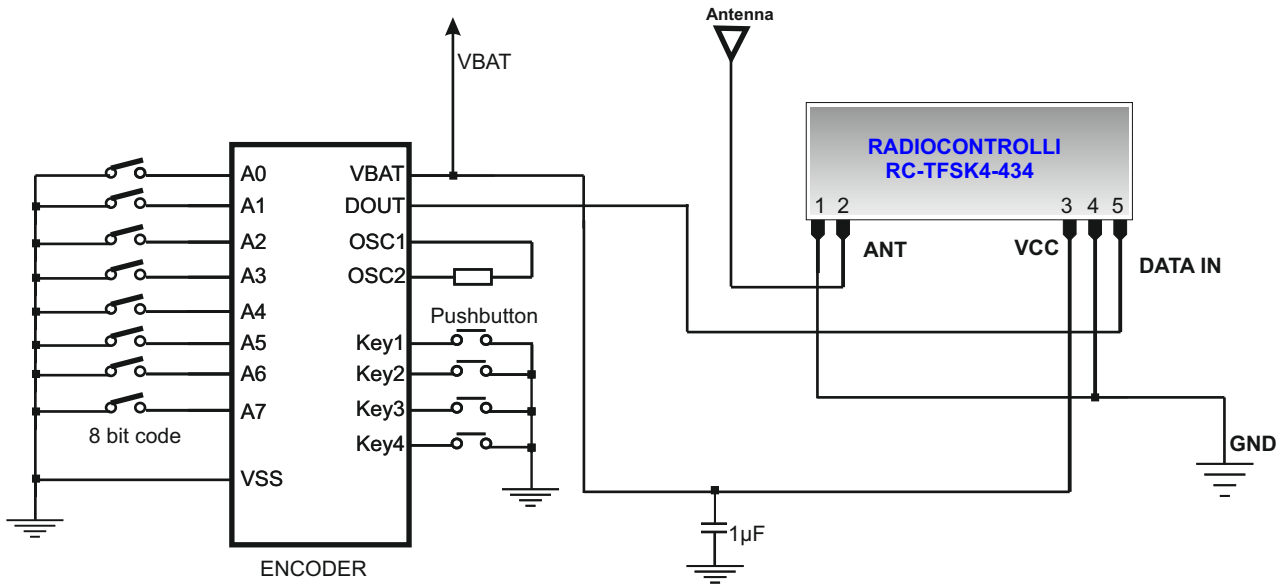 Antenna
VBAT
RADIOCONTROLLI
RC-TFSK4-434
1 2 3 4 5
ANT
VCC
DATA IN
A0
A1
A2
A3
A4
A5
A6
A7
VSS
VBAT
DOUT
OSC1
OSC2
Key1
Key2
Key3
Key4
Pushbutton
8 bit code
ENCODER
1µF
GND